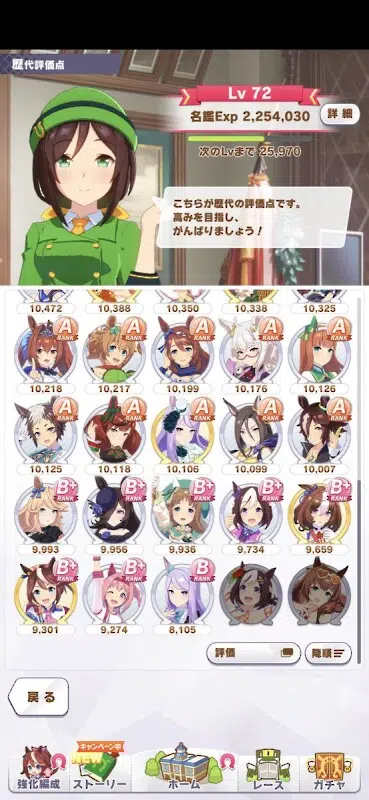 歴代評価点
Lv 72
名鑑Exp 2,254,030
詳細
次のLvまで 25,970
こちらが歴代の評価点です。
高みを目指し、
がんばりましょう！
10,472 10,388 10,350 10,338 10,325
A RANK A RANK A RANK A RANK A RANK
10,218 10,217 10,199 10,176 10,126
A RANK A RANK A RANK A RANK A RANK
10,125 10,118 10,106 10,099 10,007
B+ RANK B+ RANK B+ RANK B+ RANK B+ RANK
9,993 9,956 9,936 9,734 9,659
B+ RANK B+ RANK B RANK
9,301 9,274 8,105
評価 降順
戻る
キャンペーン中
NEW
強化編成 ストーリー ホーム レース ガチャ